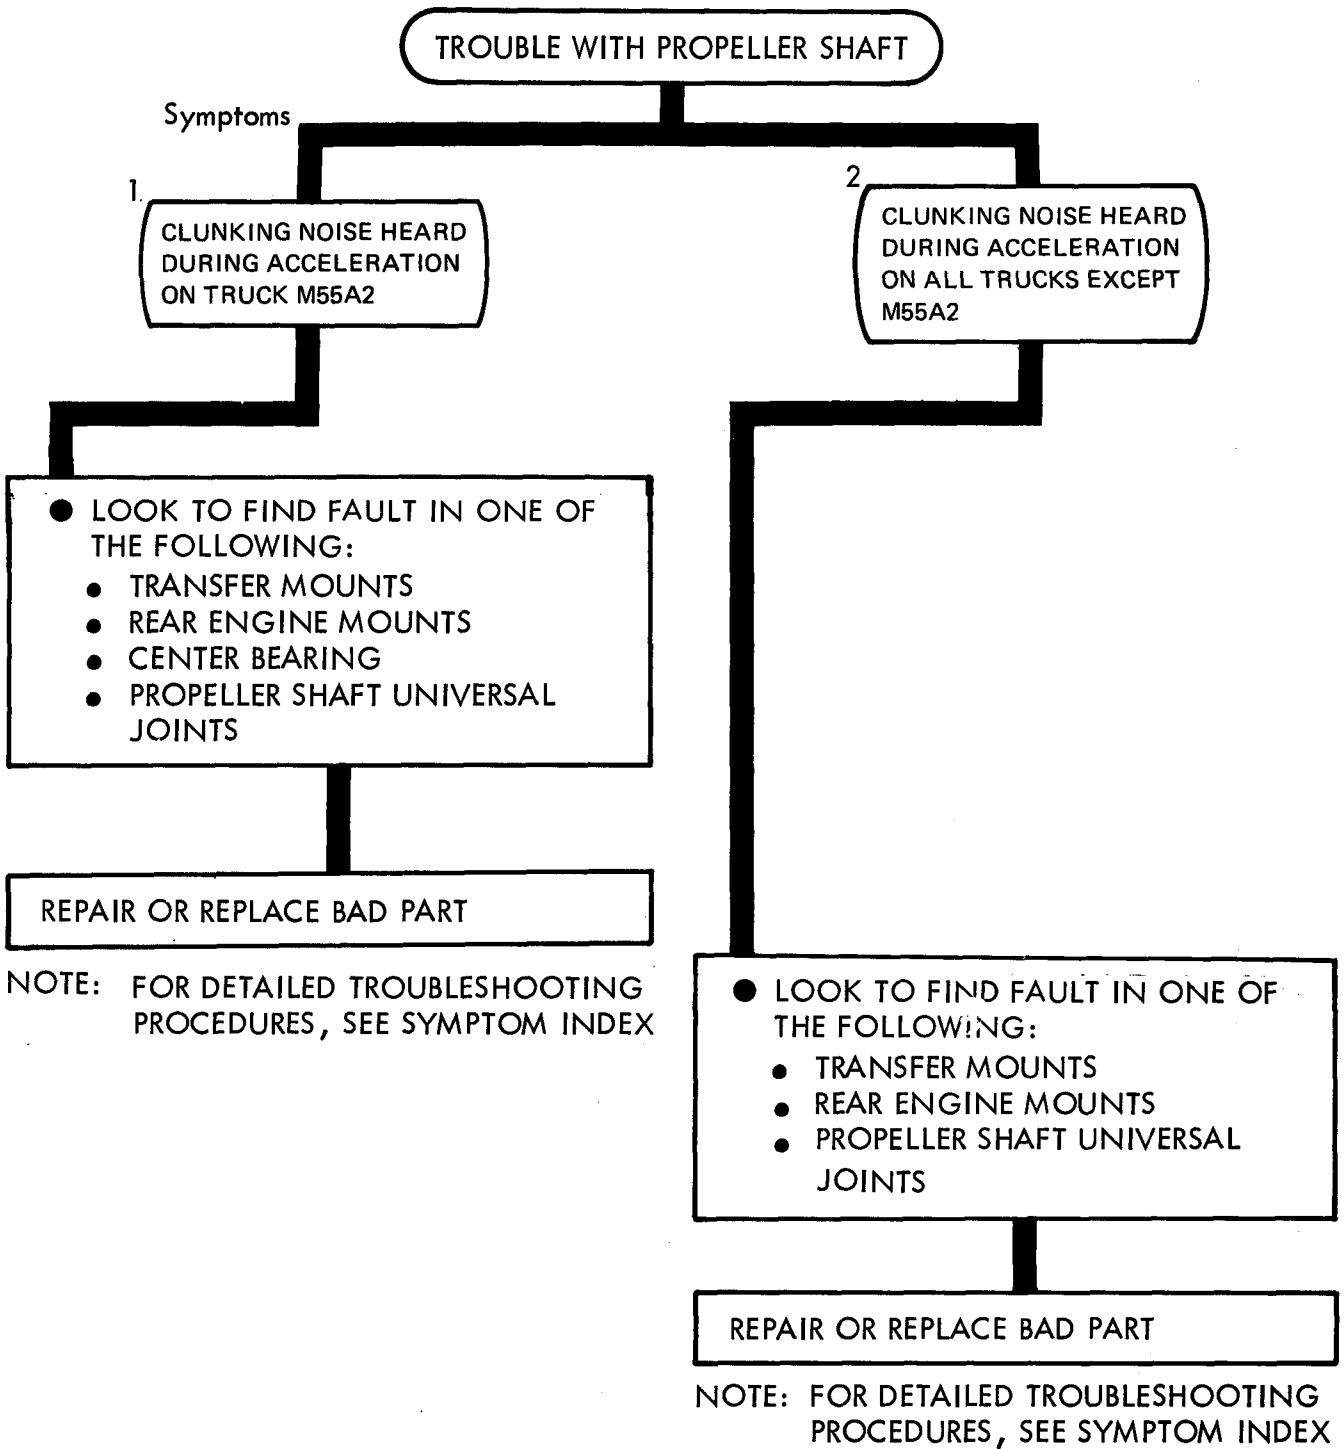 TROUBLE WITH PROPELLER SHAFT
Symptoms
1.
CLUNKING NOISE HEARD
DURING ACCELERATION
ON TRUCK M55A2
2
CLUNKING NOISE HEARD
DURING ACCELERATION
ON ALL TRUCKS EXCEPT
M55A2
● LOOK TO FIND FAULT IN ONE OF
THE FOLLOWING:
● TRANSFER MOUNTS
● REAR ENGINE MOUNTS
● CENTER BEARING
● PROPELLER SHAFT UNIVERSAL
JOINTS
REPAIR OR REPLACE BAD PART
NOTE: FOR DETAILED TROUBLESHOOTING
PROCEDURES, SEE SYMPTOM INDEX
● LOOK TO FIND FAULT IN ONE OF
THE FOLLOWING:
● TRANSFER MOUNTS
● REAR ENGINE MOUNTS
● PROPELLER SHAFT UNIVERSAL
JOINTS
REPAIR OR REPLACE BAD PART
NOTE: FOR DETAILED TROUBLESHOOTING
PROCEDURES, SEE SYMPTOM INDEX